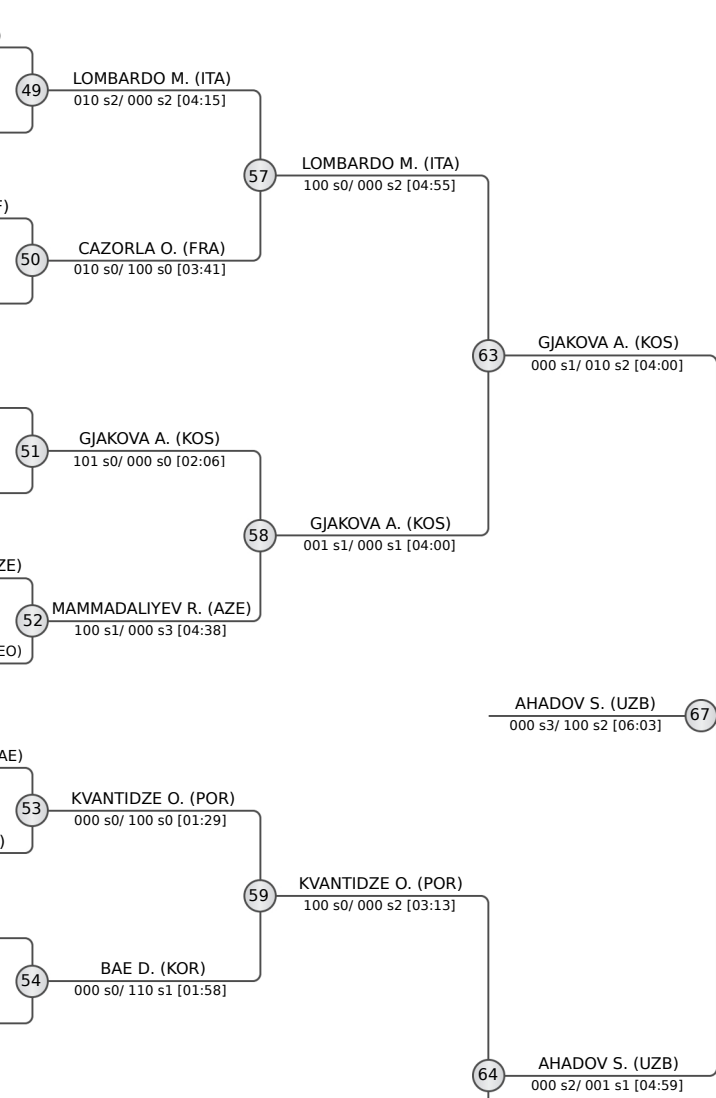 )
49
LOMBARDO M. (ITA)
010 s2/ 000 s2 [04:15]
57
LOMBARDO M. (ITA)
100 s0/ 000 s2 [04:55]
)
50
CAZORLA O. (FRA)
010 s0/ 100 s0 [03:41]
63
GJAKOVA A. (KOS)
000 s1/ 010 s2 [04:00]
51
GJAKOVA A. (KOS)
101 s0/ 000 s0 [02:06]
58
GJAKOVA A. (KOS)
001 s1/ 000 s1 [04:00]
ZE)
52
MAMMADALIYEV R. (AZE)
100 s1/ 000 s3 [04:38]
EO)
AHADOV S. (UZB)
67
000 s3/ 100 s2 [06:03]
AE)
53
KVANTIDZE O. (POR)
000 s0/ 100 s0 [01:29]
)
59
KVANTIDZE O. (POR)
100 s0/ 000 s2 [03:13]
54
BAE D. (KOR)
000 s0/ 110 s1 [01:58]
64
AHADOV S. (UZB)
000 s2/ 001 s1 [04:59]